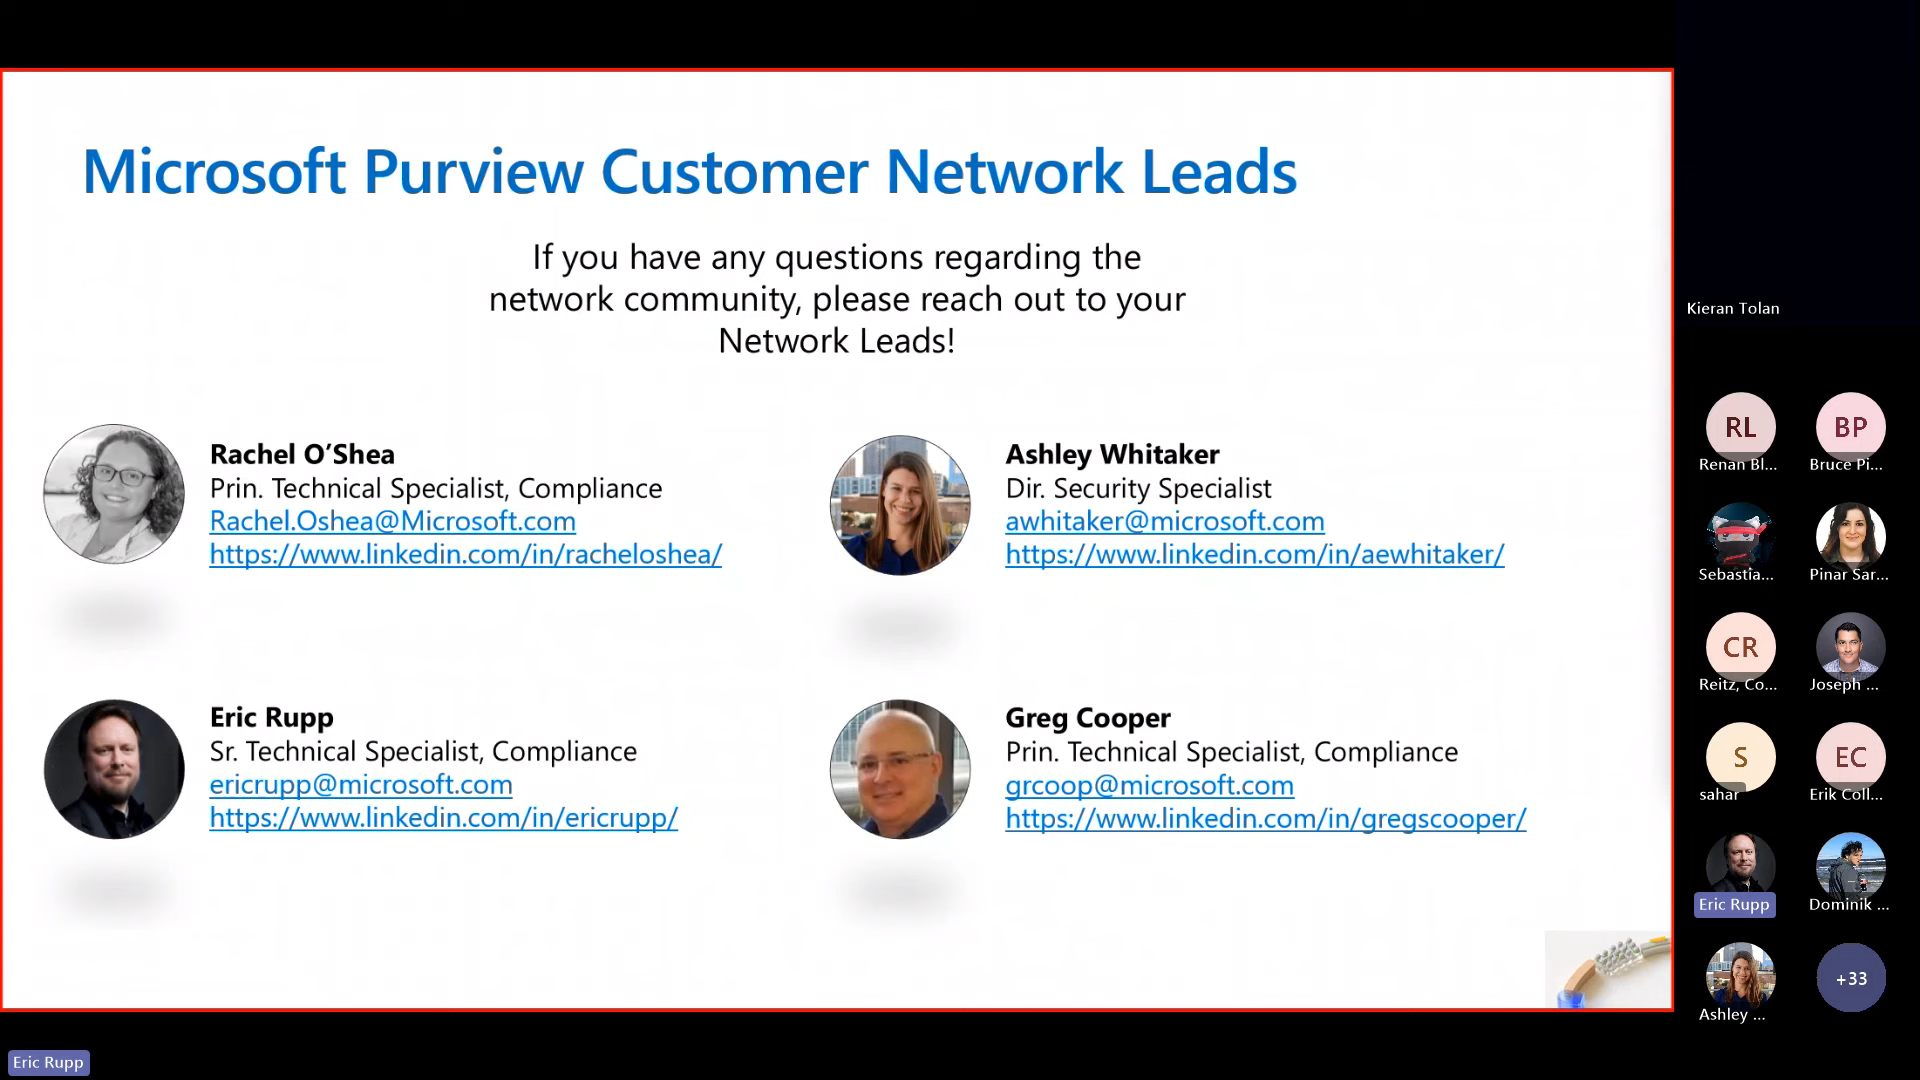 Microsoft Purview Customer Network Leads
If you have any questions regarding the
network community, please reach out to your
Network Leads!
Rachel O’Shea
Prin. Technical Specialist, Compliance
Rachel.Oshea@Microsoft.com
https://www.linkedin.com/in/racheloshea/
Ashley Whitaker
Dir. Security Specialist
awhitaker@microsoft.com
https://www.linkedin.com/in/aewhitaker/
Eric Rupp
Sr. Technical Specialist, Compliance
ericrupp@microsoft.com
https://www.linkedin.com/in/ericrupp/
Greg Cooper
Prin. Technical Specialist, Compliance
grcoop@microsoft.com
https://www.linkedin.com/in/gregscooper/
Kieran Tolan
RL
Renan Bl...
BP
Bruce Pi...
Sebastia...
Pinar Sar...
CR
Reitz, Co...
Joseph ...
S
sahar
EC
Erik Coll...
Eric Rupp
Dominik ...
Ashley ...
+33
Eric Rupp